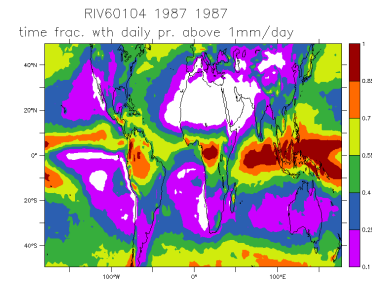 RIV60104 1987 1987
time frac. wth daily pr. above 1mm/day
40°N
20°N
0°
20°S
40°S
100°W
0°
100°E
1
0.85
0.7
0.55
0.4
0.25
0.1